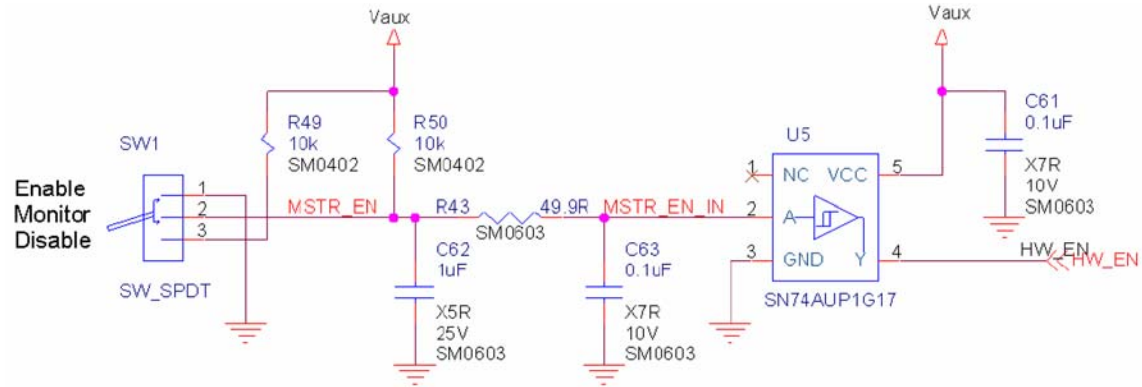 Vaux
Vaux
SW1
R49
10k
SM0402
R50
10k
SM0402
C61
0.1uF
X7R
10V
SM0603
U5
Enable
Monitor
Disable
1
2
3
MSTR_EN
R43
49.9R
SM0603
MSTR_EN_IN
1
NC
VCC
5
2
A
3
GND
Y
4
HW_EN
HW_EN
SN74AUP1G17
SW_SPDT
C62
1uF
X5R
25V
SM0603
C63
0.1uF
X7R
10V
SM0603